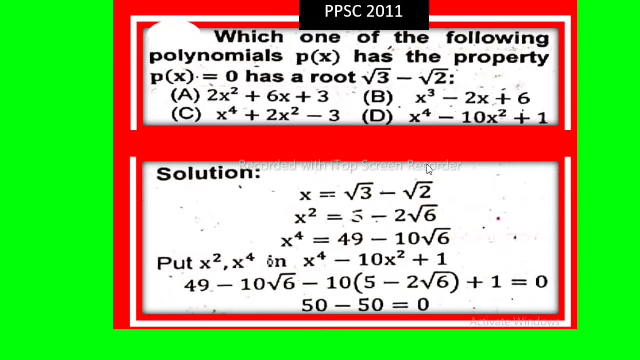 PPSC 2011
Which one of the following
polynomials p(x) has the property
p(x) = 0 has a root √3 − √2:
(A) 2x² + 6x + 3 (B) x³ − 2x + 6
(C) x⁴ + 2x² − 3 (D) x⁴ − 10x² + 1
Recorded with iTop Screen Recorder
Solution:
x = √3 − √2
x² = 5 − 2√6
x⁴ = 49 − 10√6
Put x², x⁴ in x⁴ − 10x² + 1
49 − 10√6 − 10(5 − 2√6) + 1 = 0
50 − 50 = 0
Activate Windows